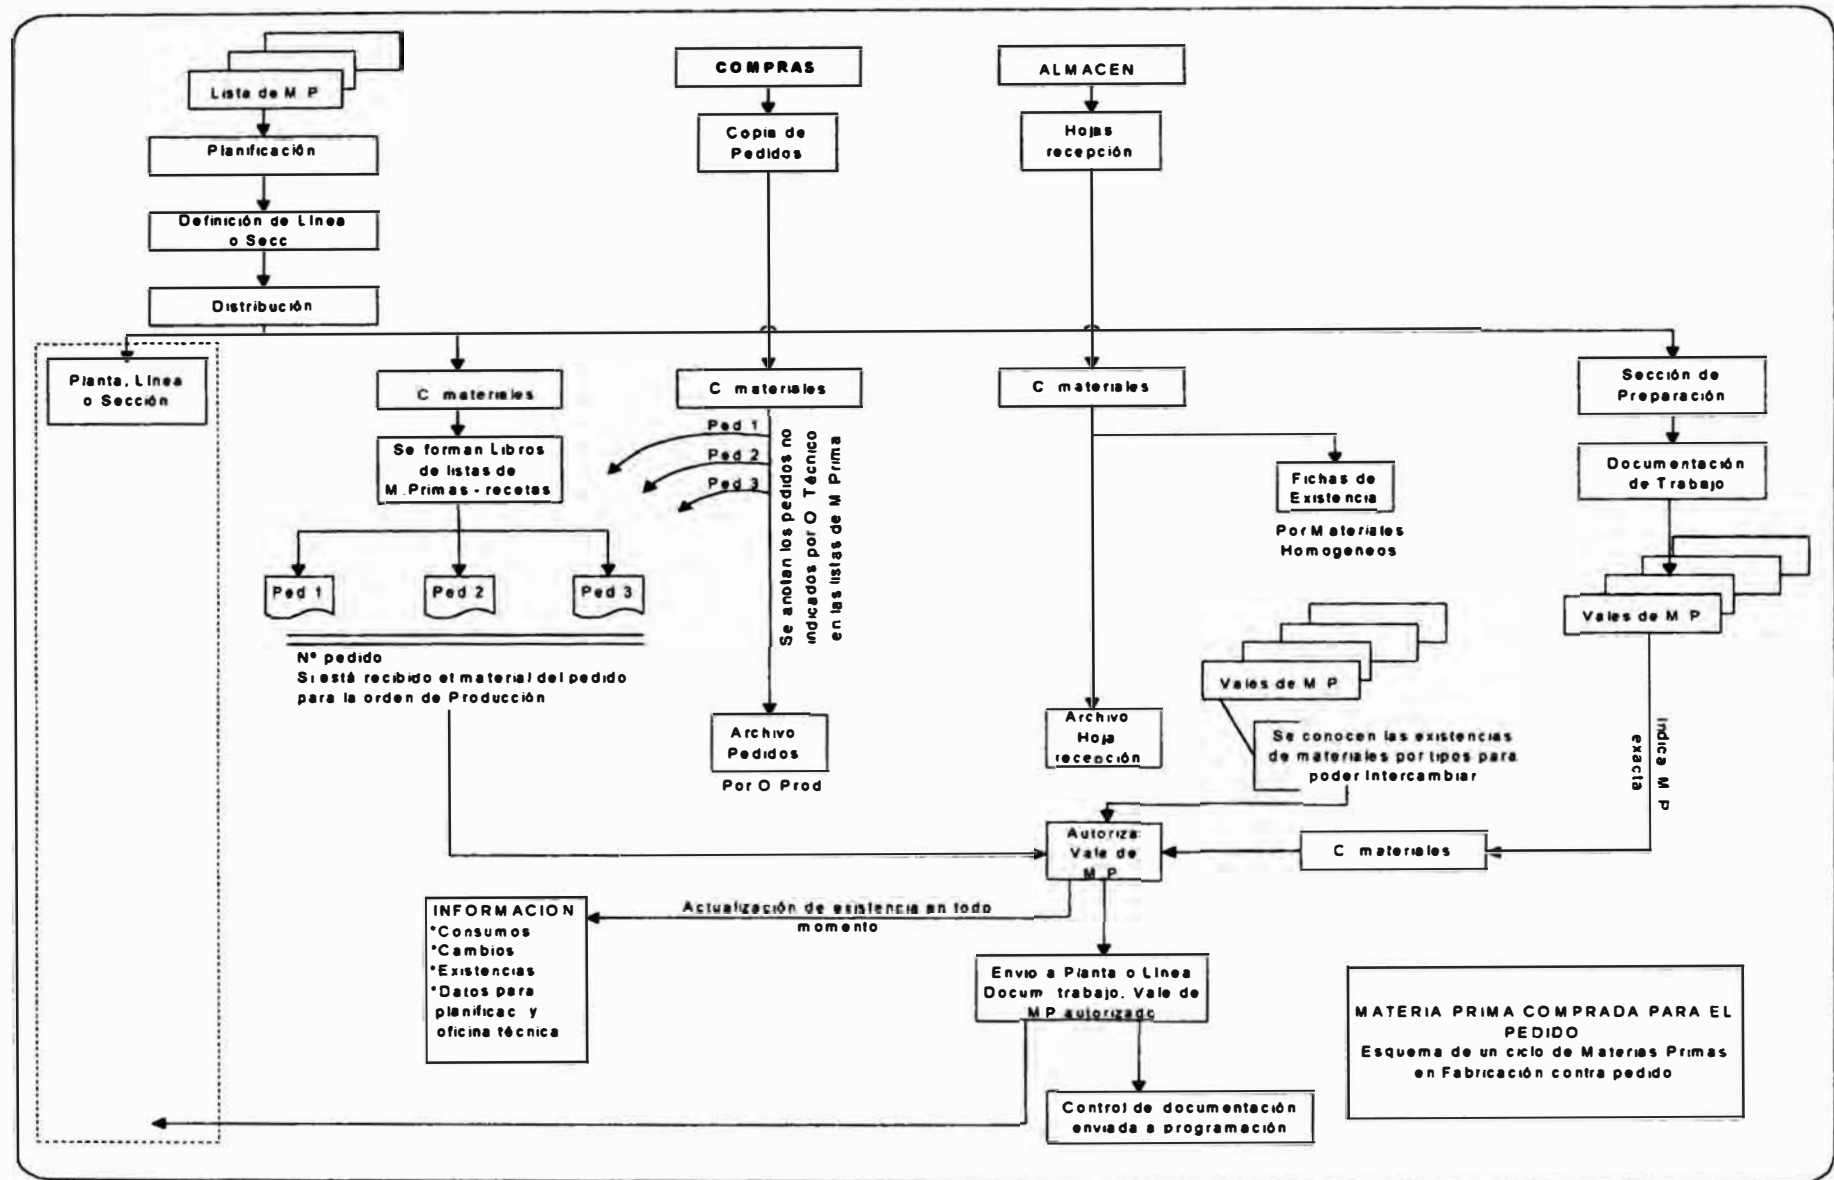 Lista de M P
Planificación
Definición de Línea
o Secc
Distribución
COMPRAS
Copia de
Pedidos
ALMACEN
Hojas
recepción
Planta, Línea
o Sección
C materiales
Se forman Libros
de listas de
M.Primas - recetas
Ped 1
Ped 2
Ped 3
Nº pedido
Si está recibido el material del pedido
para la orden de Producción
C materiales
Ped 1
Ped 2
Ped 3
Se anotan los pedidos no
indicados por O Técnico
en las listas de M Prima
Archivo
Pedidos
Por O Prod
C materiales
Fichas de
Existencia
Por Materiales
Homogeneos
Archivo
Hoja
recepción
Sección de
Preparación
Documentación
de Trabajo
Vales de M P
Indica M P
exacta
Vales de M P
Se conocen las existencias
de materiales por tipos para
poder Intercambiar
C materiales
Autoriza
Vale de
M P
Actualización de existencia en todo
momento
INFORMACION
*Consumos
*Cambios
*Existencias
*Datos para
planificac y
oficina técnica
Envio a Planta o Línea
Docum trabajo, Vale de
MP autorizado
Control de documentación
enviada a programación
MATERIA PRIMA COMPRADA PARA EL
PEDIDO
Esquema de un ciclo de Materias Primas
en Fabricación contra pedido